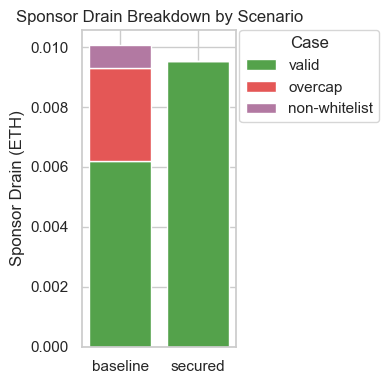 Sponsor Drain Breakdown by Scenario
Case
valid
overcap
non-whitelist
Sponsor Drain (ETH)
0.010
0.008
0.006
0.004
0.002
0.000
baseline
secured